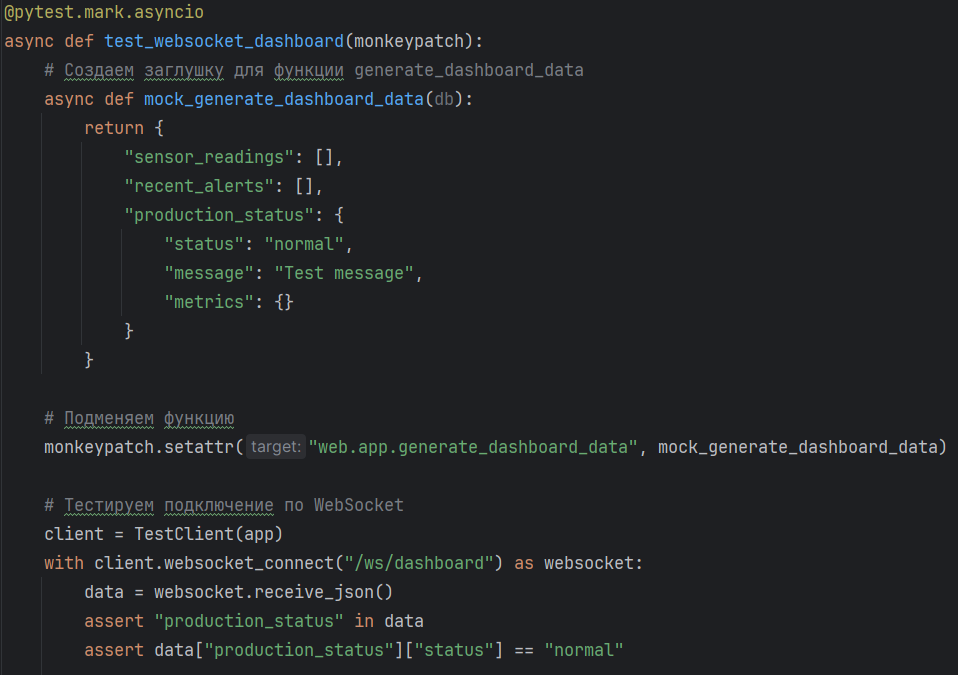 @pytest.mark.asyncio
async def test_websocket_dashboard(monkeypatch):
    # Создаем заглушку для функции generate_dashboard_data
    async def mock_generate_dashboard_data(db):
        return {
            "sensor_readings": [],
            "recent_alerts": [],
            "production_status": {
                "status": "normal",
                "message": "Test message",
                "metrics": {}
            }
        }
    # Подменяем функцию
    monkeypatch.setattr( target: "web.app.generate_dashboard_data", mock_generate_dashboard_data)
    # Тестируем подключение по WebSocket
    client = TestClient(app)
    with client.websocket_connect("/ws/dashboard") as websocket:
        data = websocket.receive_json()
        assert "production_status" in data
        assert data["production_status"]["status"] == "normal"